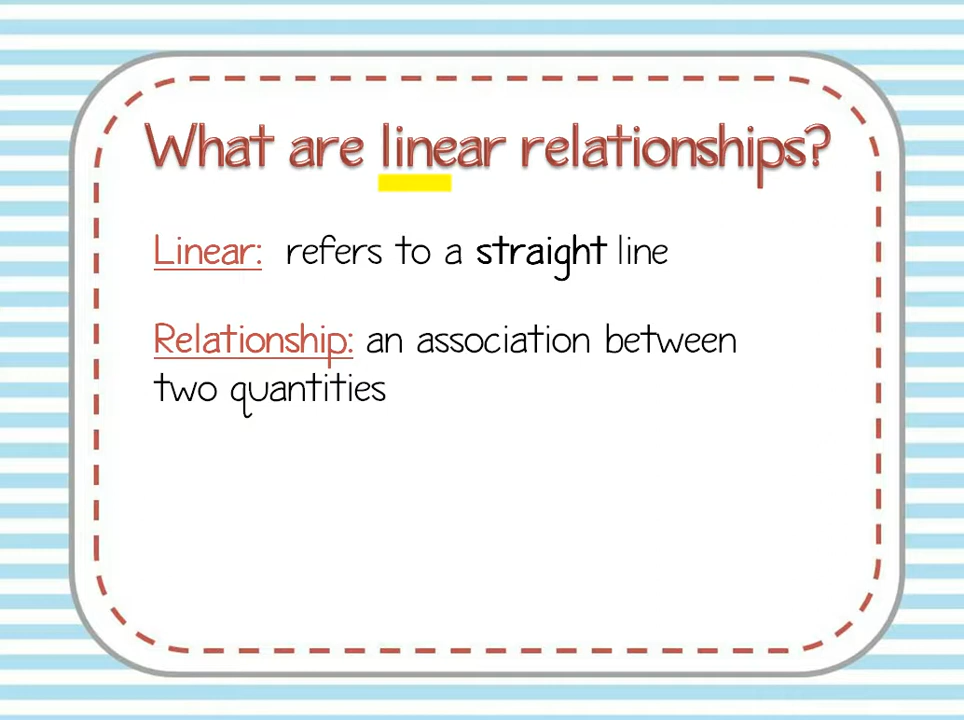 What are linear relationships?
Linear: refers to a straight line
Relationship: an association between
two quantities